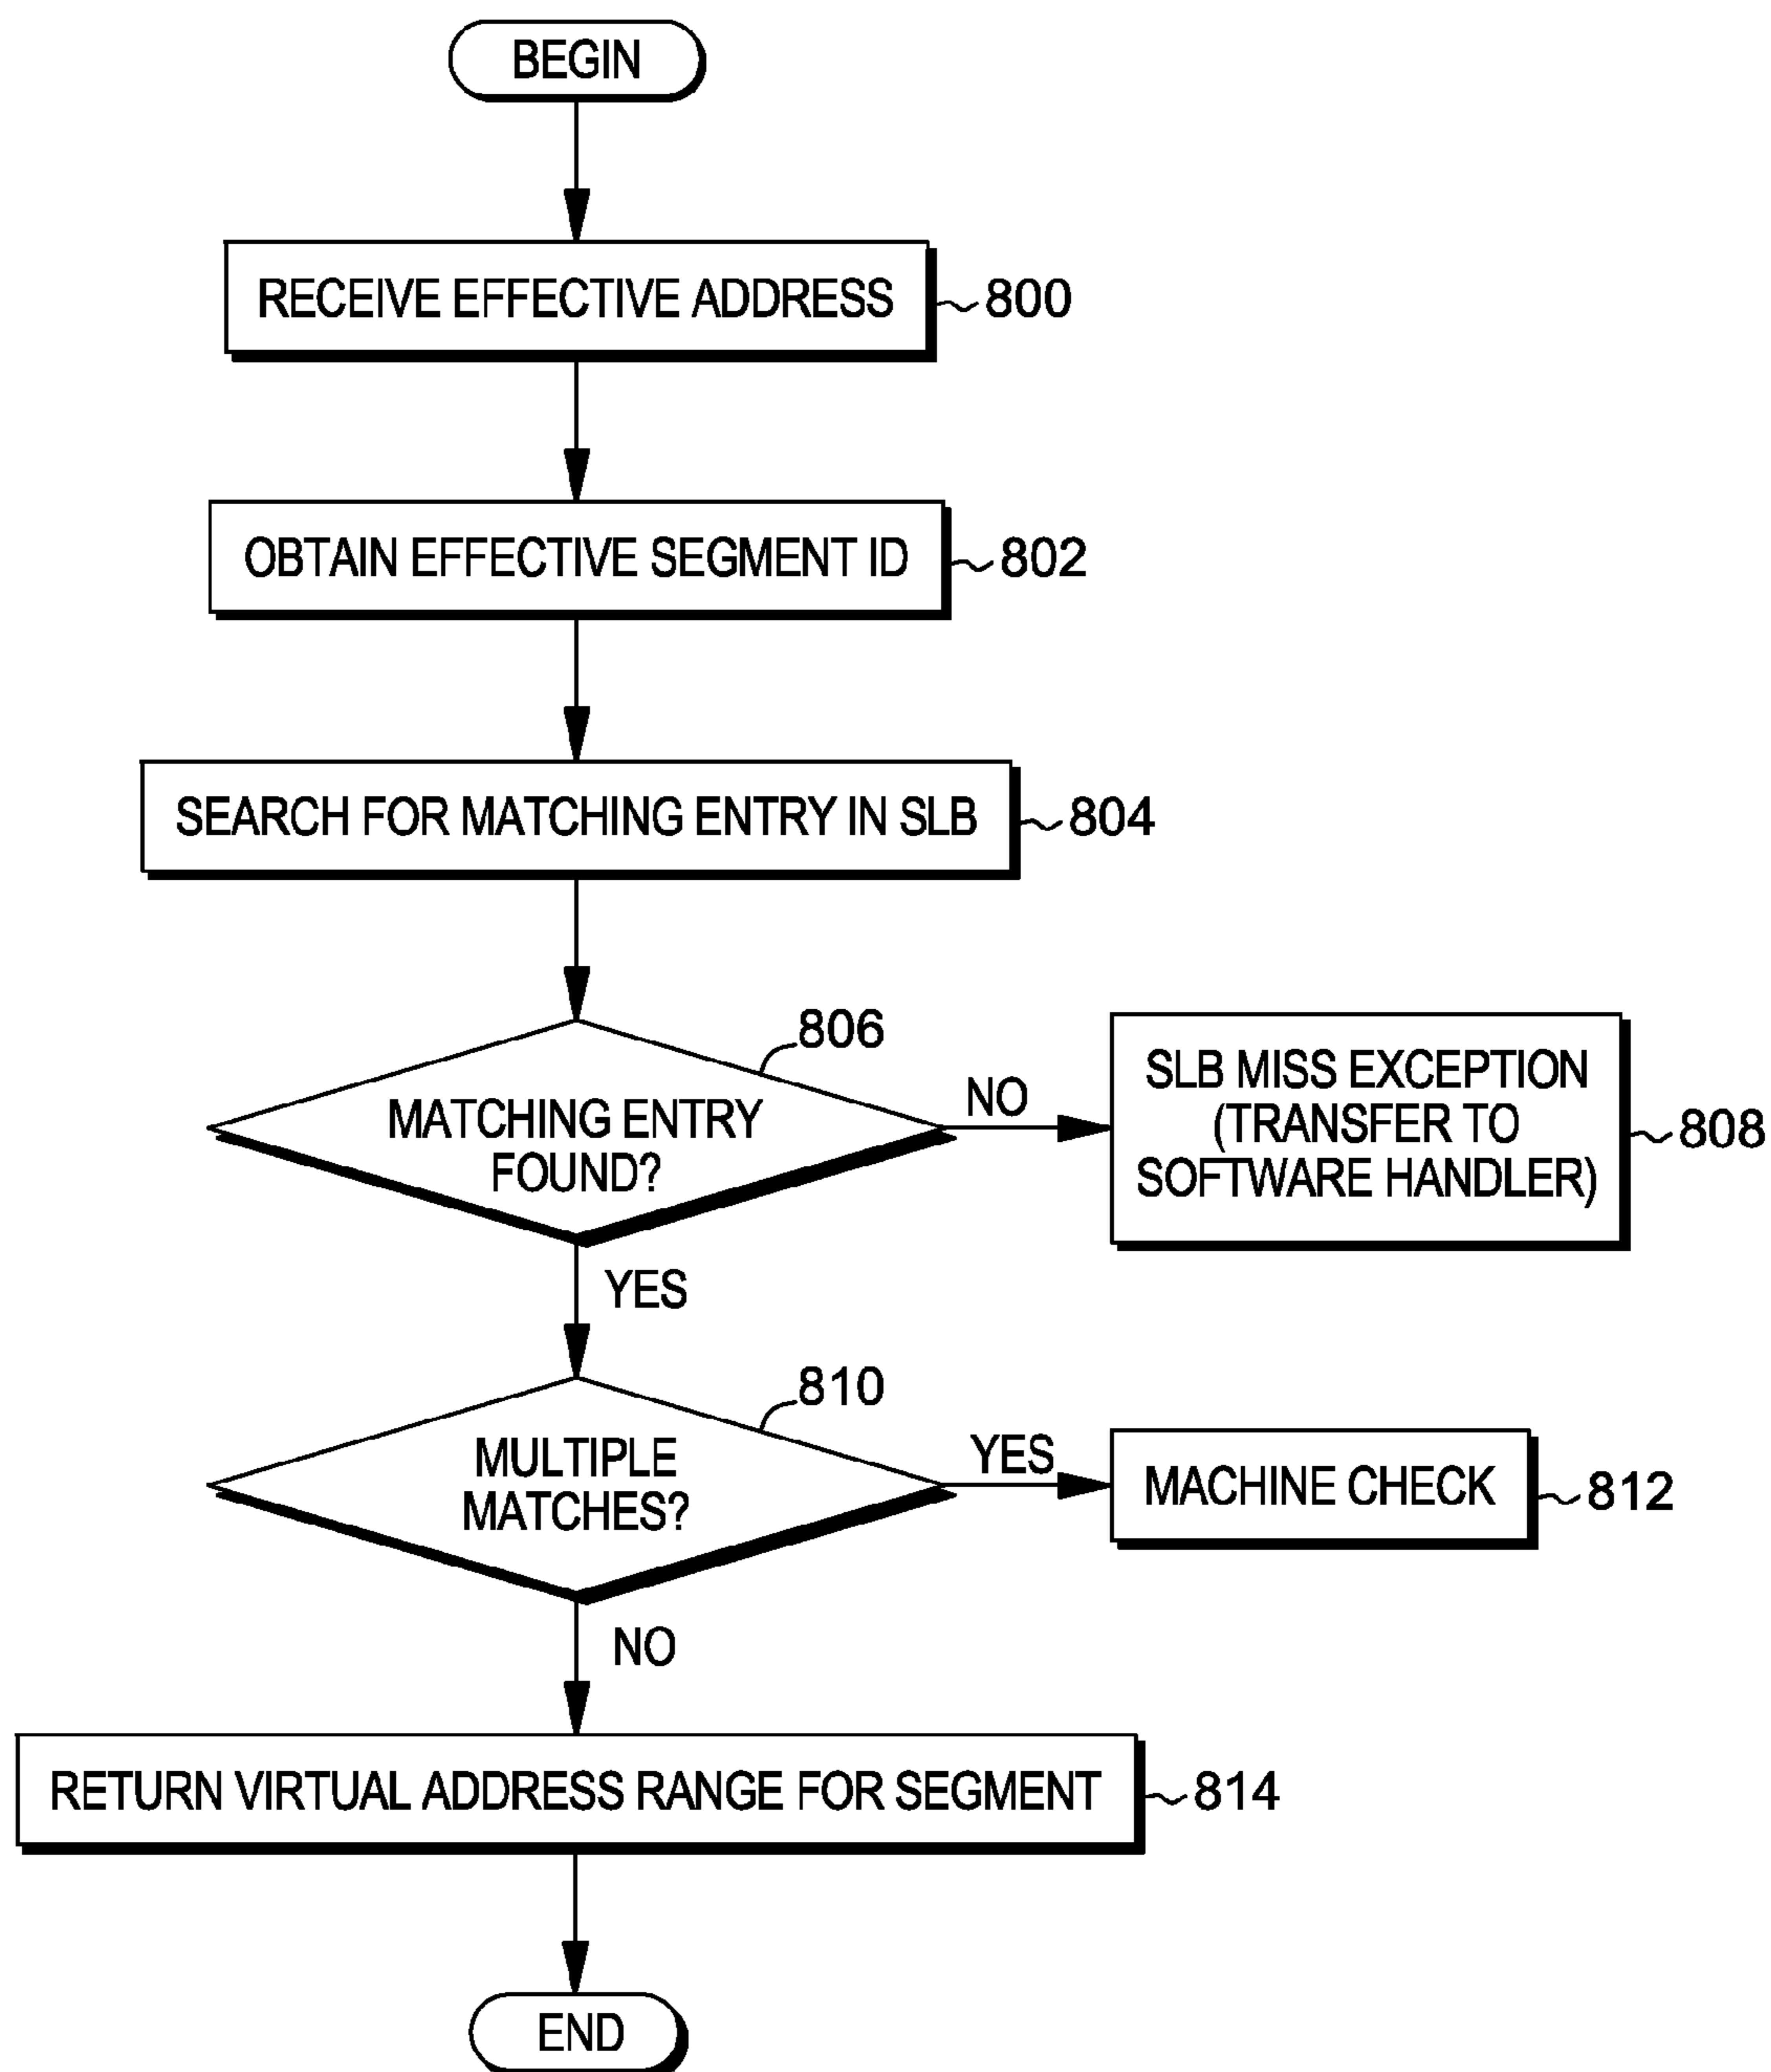 BEGIN
RECEIVE EFFECTIVE ADDRESS
800
OBTAIN EFFECTIVE SEGMENT ID
802
SEARCH FOR MATCHING ENTRY IN SLB
804
806
MATCHING ENTRY
FOUND?
NO
SLB MISS EXCEPTION
(TRANSFER TO
SOFTWARE HANDLER)
808
YES
810
MULTIPLE
MATCHES?
YES
MACHINE CHECK
812
NO
RETURN VIRTUAL ADDRESS RANGE FOR SEGMENT
814
END